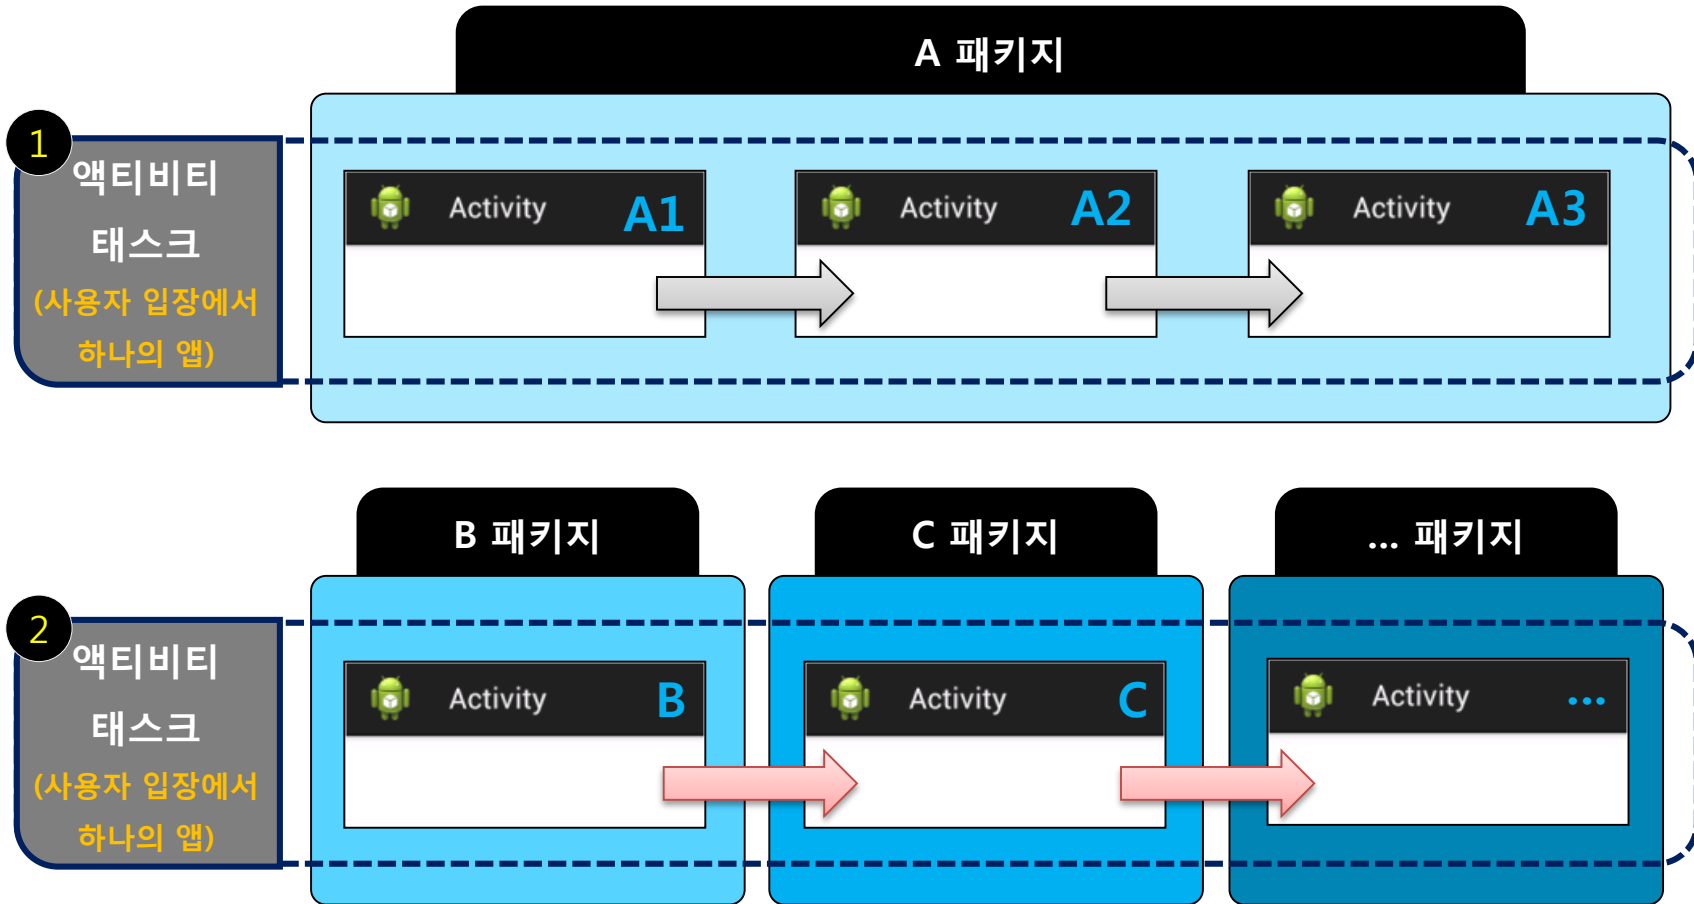 A 패키지
1
액티비티
태스크
(사용자 입장에서
하나의 앱)
Activity A1
Activity A2
Activity A3
B 패키지
C 패키지
... 패키지
2
액티비티
태스크
(사용자 입장에서
하나의 앱)
Activity B
Activity C
Activity ...